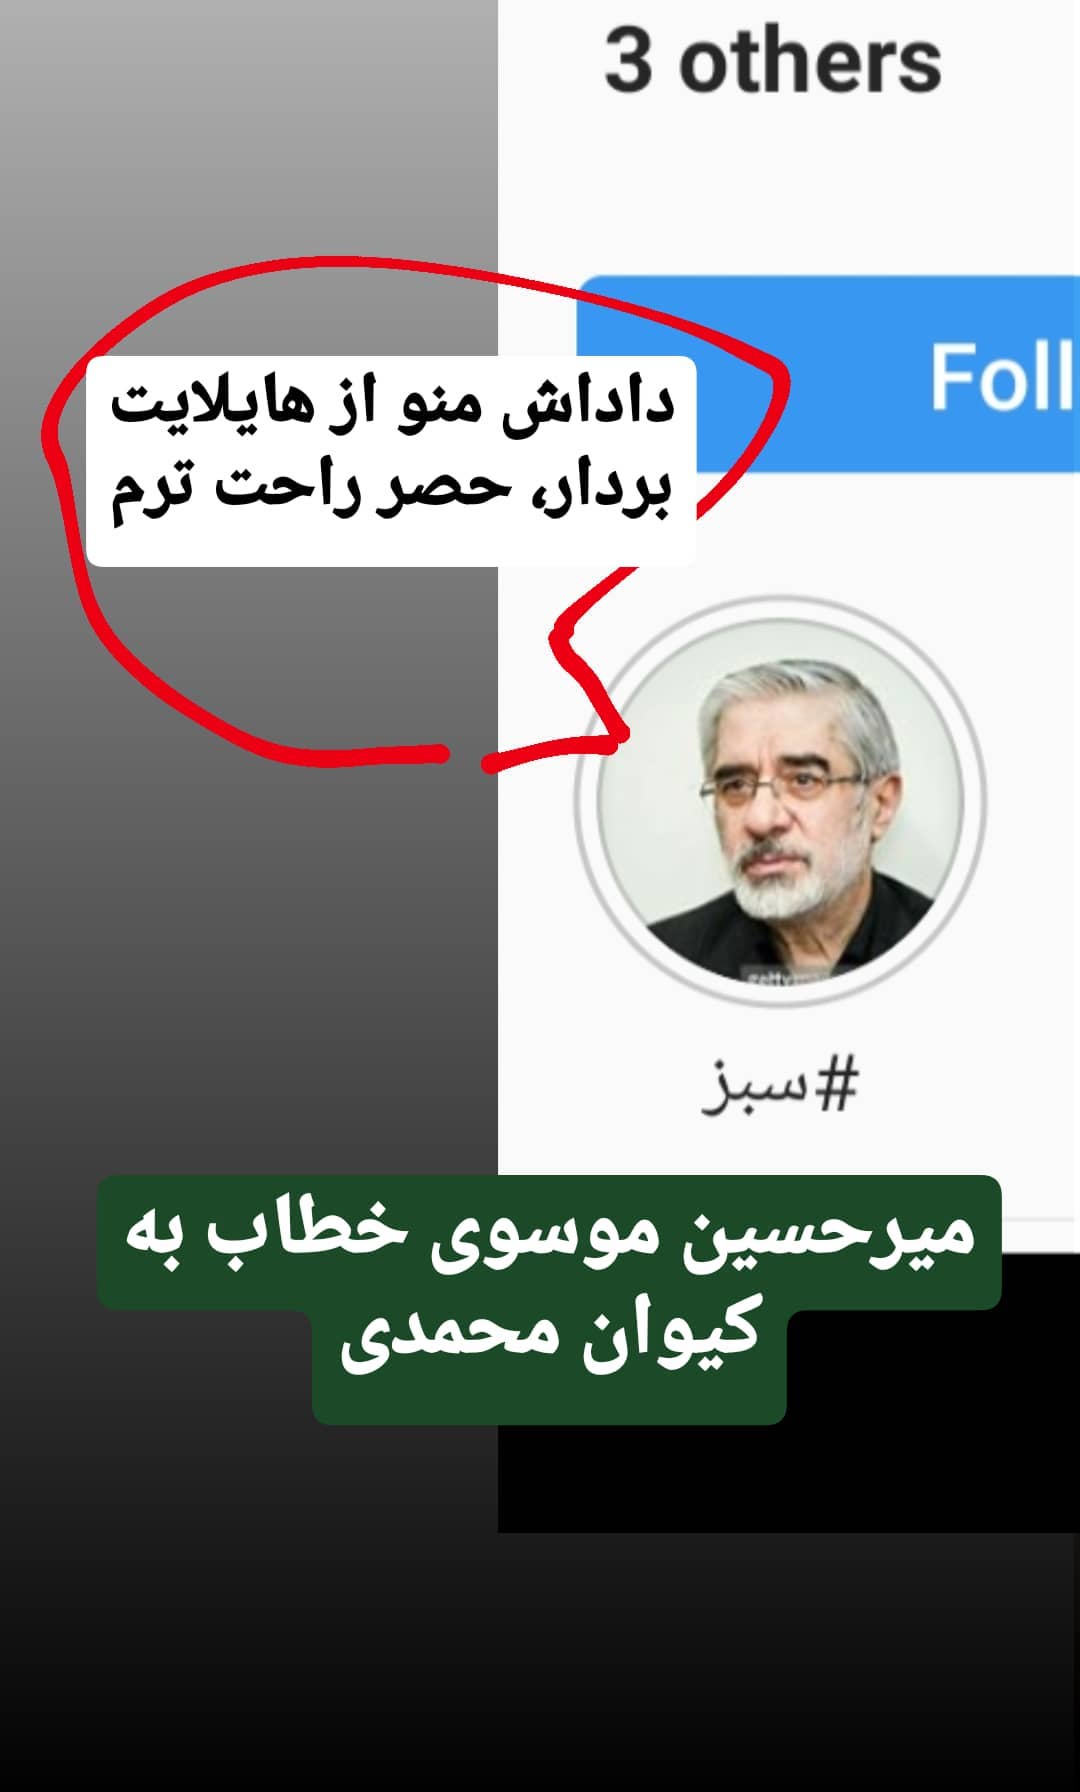 3 others
Foll
داداش منو از هایلایت
بردار، حصر راحت ترم
#سبز
میرحسین موسوی خطاب به
کیوان محمدی